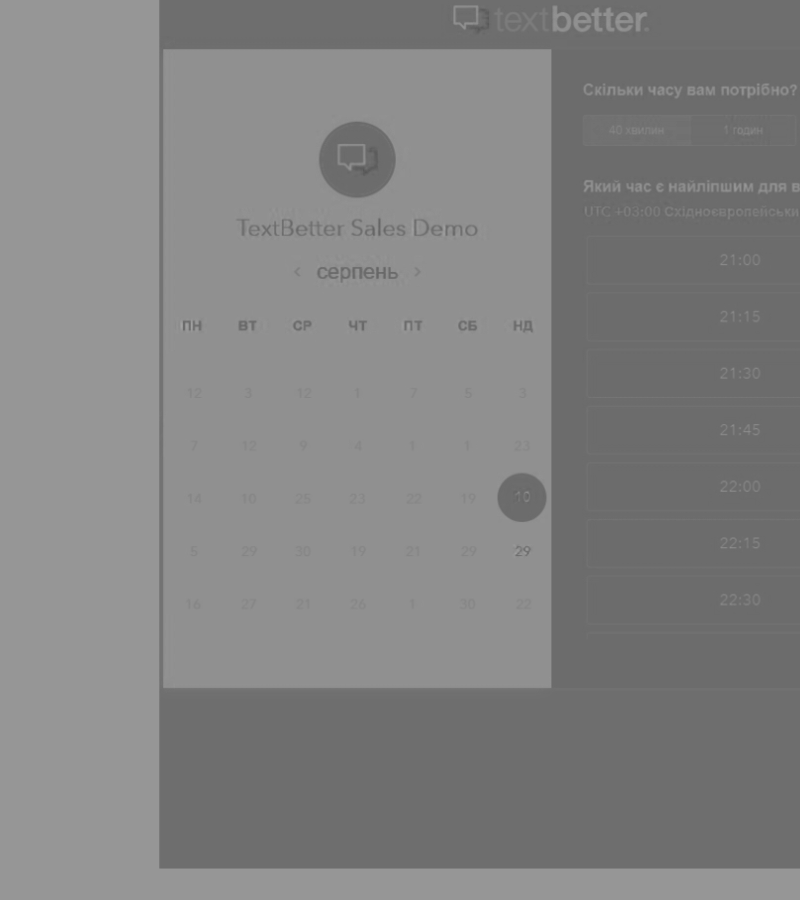 textbetter.
TextBetter Sales Demo
‹ серпень ›
ПН ВТ СР ЧТ ПТ СБ НД
12 3 12 1 7 5 3
7 12 9 4 1 1 23
14 10 25 23 22 19 10
5 29 30 19 21 29 29
16 27 21 26 1 30 22
Скільки часу вам потрібно?
40 хвилин 1 годин
Який час є найліпшим для в
UTC +03:00 Східноєвропейськи
21:00
21:15
21:30
21:45
22:00
22:15
22:30